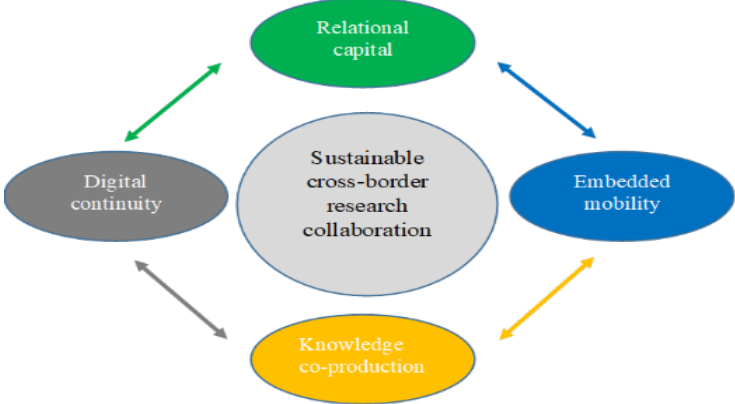 Relational
capital
Sustainable
cross-border
research
collaboration
Digital
continuity
Embedded
mobility
Knowledge
co-production